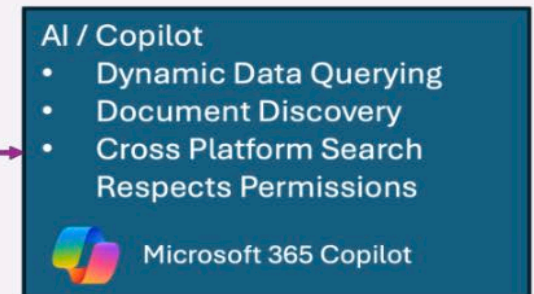 AI / Copilot
• Dynamic Data Querying
• Document Discovery
• Cross Platform Search
Respects Permissions
Microsoft 365 Copilot